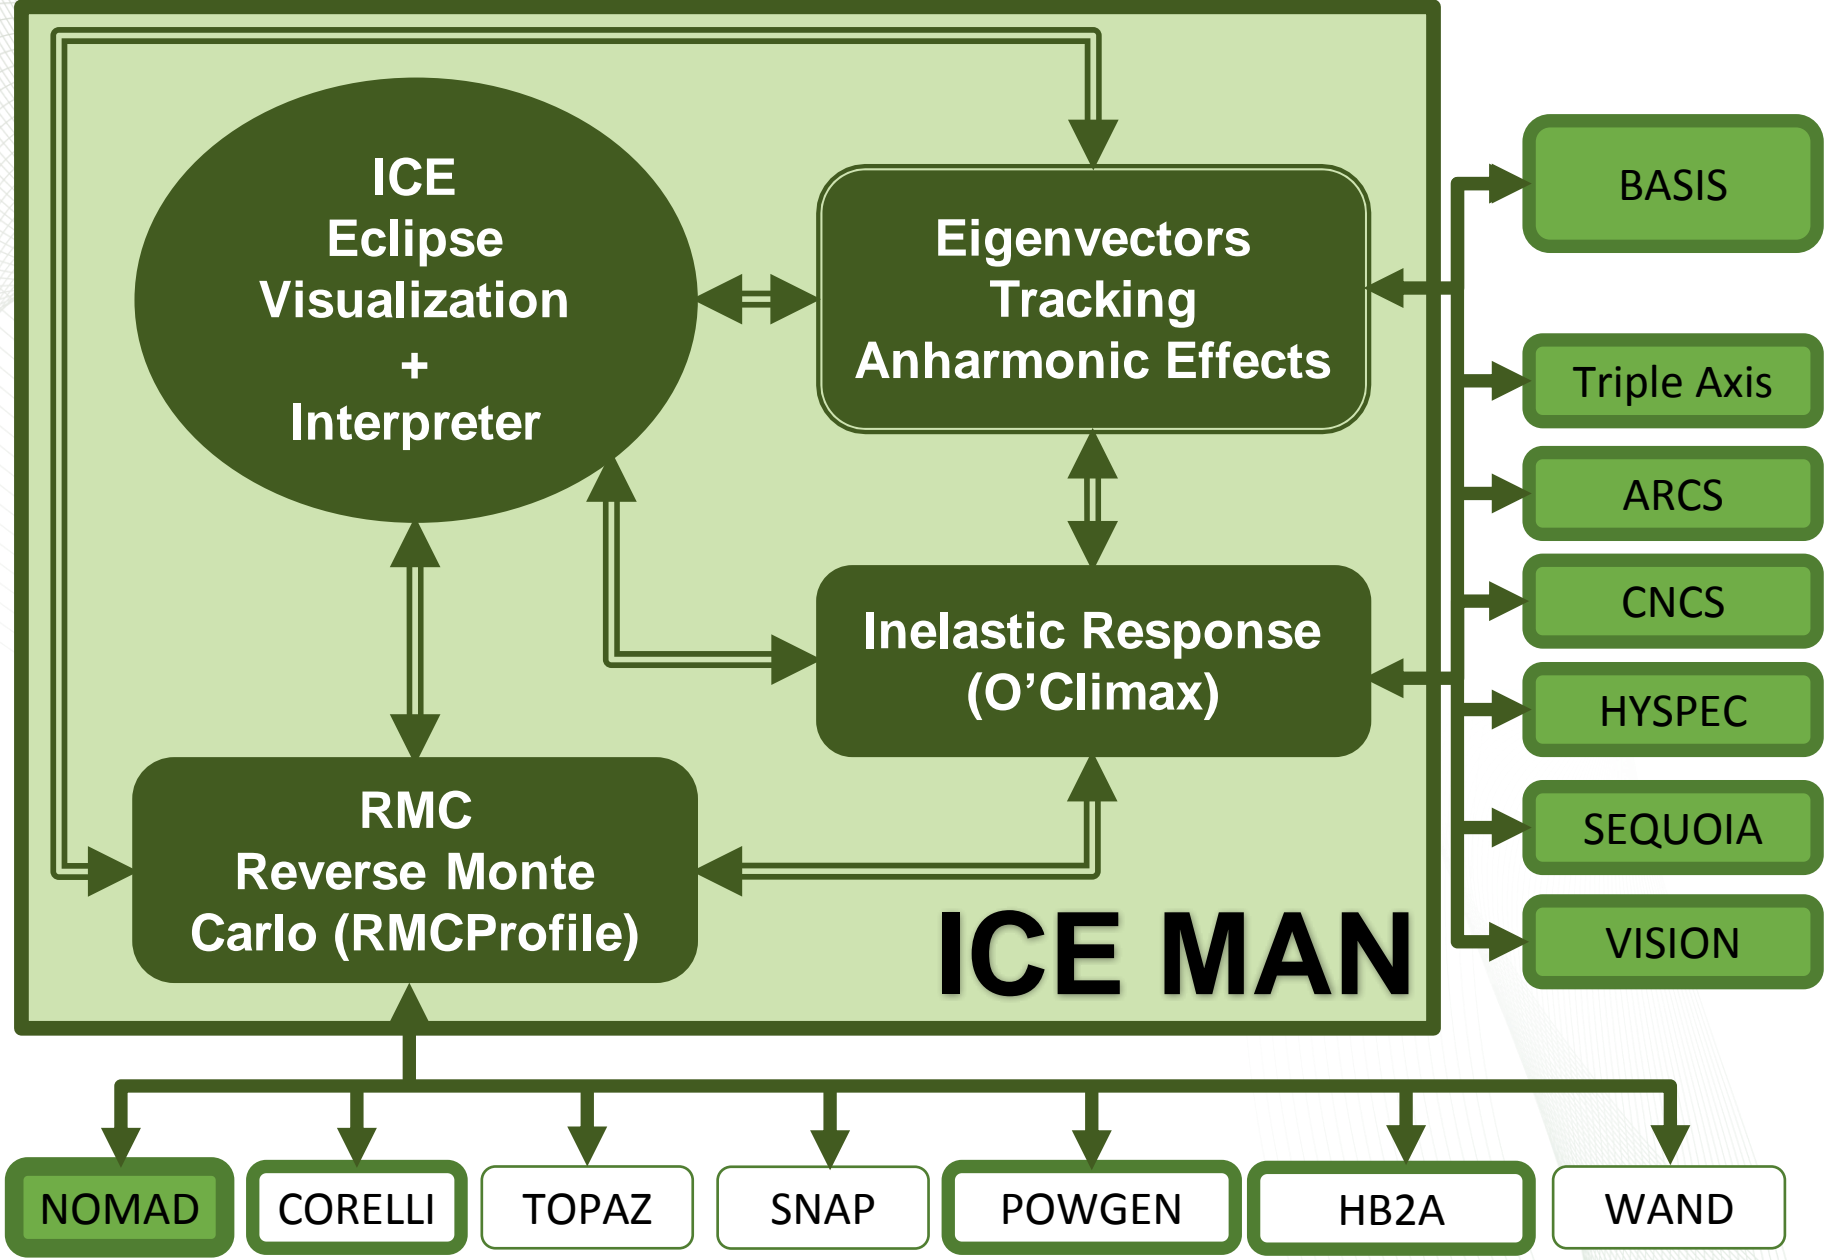 ICE
Eclipse
Visualization
+
Interpreter
Eigenvectors
Tracking
Anharmonic Effects
Inelastic Response
(O’Climax)
RMC
Reverse Monte
Carlo (RMCProfile)
ICE MAN
BASIS
Triple Axis
ARCS
CNCS
HYSPEC
SEQUOIA
VISION
NOMAD
CORELLI
TOPAZ
SNAP
POWGEN
HB2A
WAND